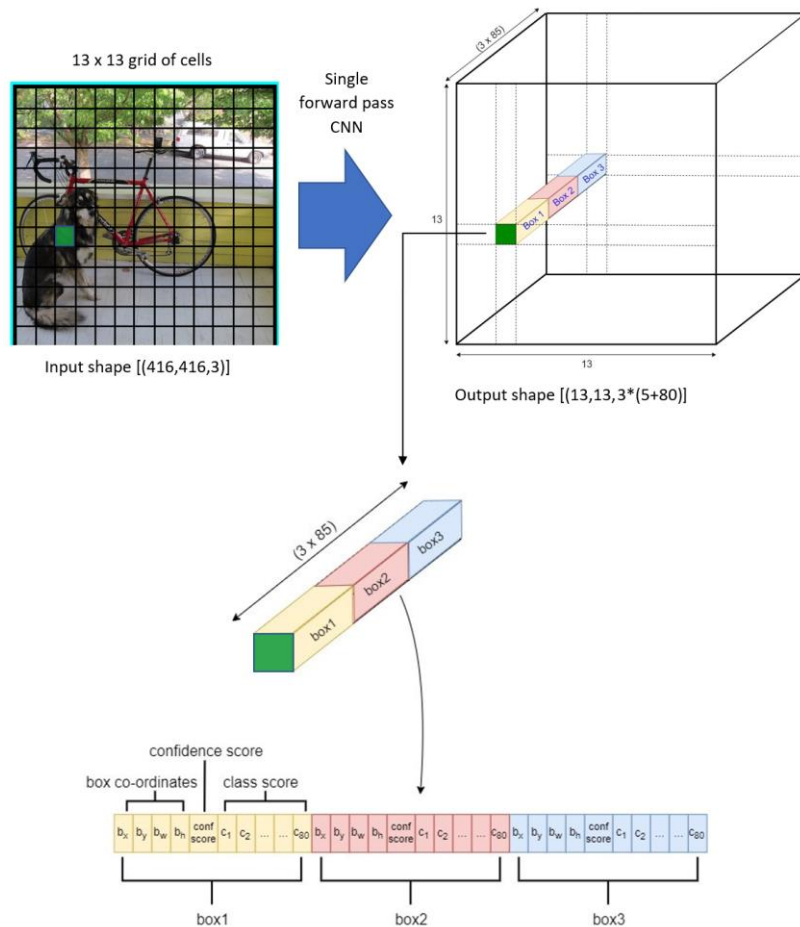 13 x 13 grid of cells
Single
forward pass
CNN
Input shape [(416,416,3)]
(3 x 85)
13
Box 1
Box 2
Box 3
13
Output shape [(13,13,3*(5+80)]
(3 x 85)
box1
box2
box3
confidence score
box co-ordinates
class score
bx by bw bh conf score c1 c2 ... ... c80 bx by bw bh conf score c1 c2 ... ... c80 bx by bw bh conf score c1 c2 ... ... c80
box1
box2
box3